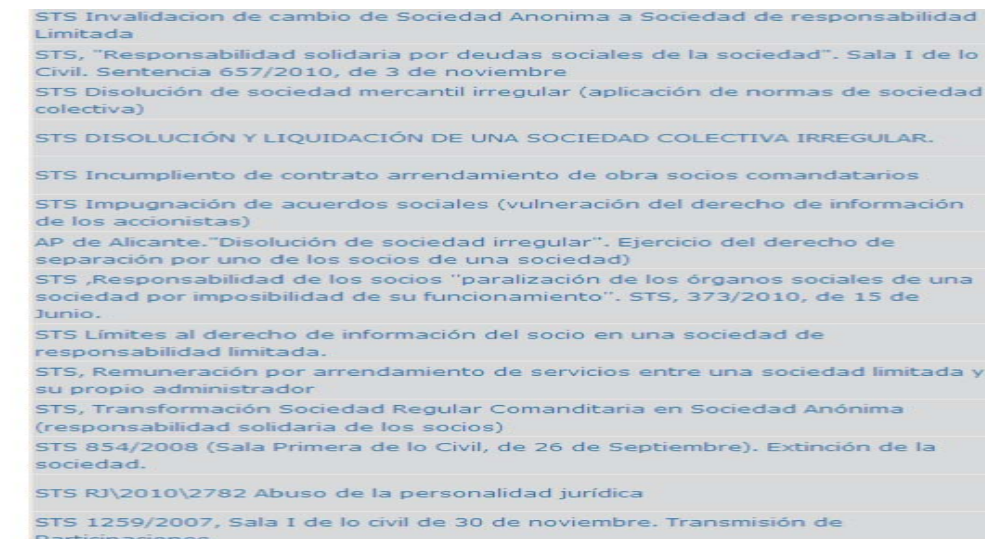 STS Invalidacion de cambio de Sociedad Anonima a Sociedad de responsabilidad
Limitada
STS, "Responsabilidad solidaria por deudas sociales de la sociedad". Sala I de lo
Civil. Sentencia 657/2010, de 3 de noviembre
STS Disolución de sociedad mercantil irregular (aplicación de normas de sociedad
colectiva)
STS DISOLUCIÓN Y LIQUIDACIÓN DE UNA SOCIEDAD COLECTIVA IRREGULAR.
STS Incumpliento de contrato arrendamiento de obra socios comandatarios
STS Impugnación de acuerdos sociales (vulneración del derecho de información
de los accionistas)
AP de Alicante."Disolución de sociedad irregular". Ejercicio del derecho de
separación por uno de los socios de una sociedad)
STS ,Responsabilidad de los socios "paralización de los órganos sociales de una
sociedad por imposibilidad de su funcionamiento". STS, 373/2010, de 15 de
Junio.
STS Límites al derecho de información del socio en una sociedad de
responsabilidad limitada.
STS, Remuneración por arrendamiento de servicios entre una sociedad limitada y
su propio administrador
STS, Transformación Sociedad Regular Comanditaria en Sociedad Anónima
(responsabilidad solidaria de los socios)
STS 854/2008 (Sala Primera de lo Civil, de 26 de Septiembre). Extinción de la
sociedad.
STS RJ\2010\2782 Abuso de la personalidad jurídica
STS 1259/2007, Sala I de lo civil de 30 de noviembre. Transmisión de